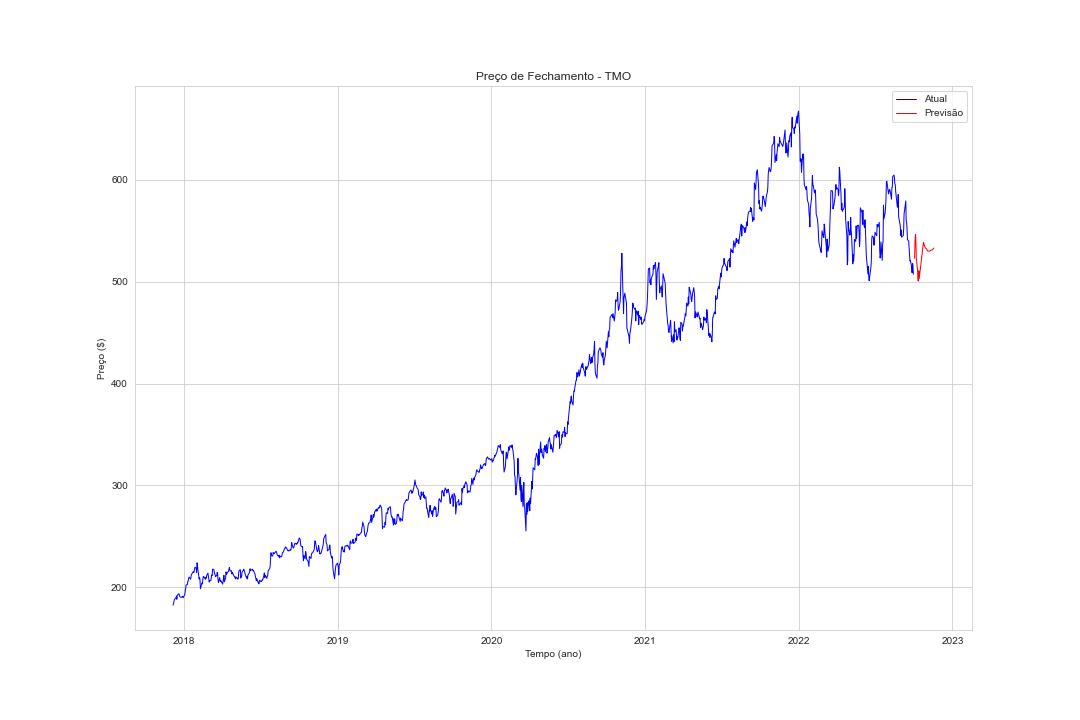 Preço de Fechamento - TMO
Atual
Previsão
600
500
400
300
200
Preço ($)
2018
2019
2020
2021
2022
2023
Tempo (ano)